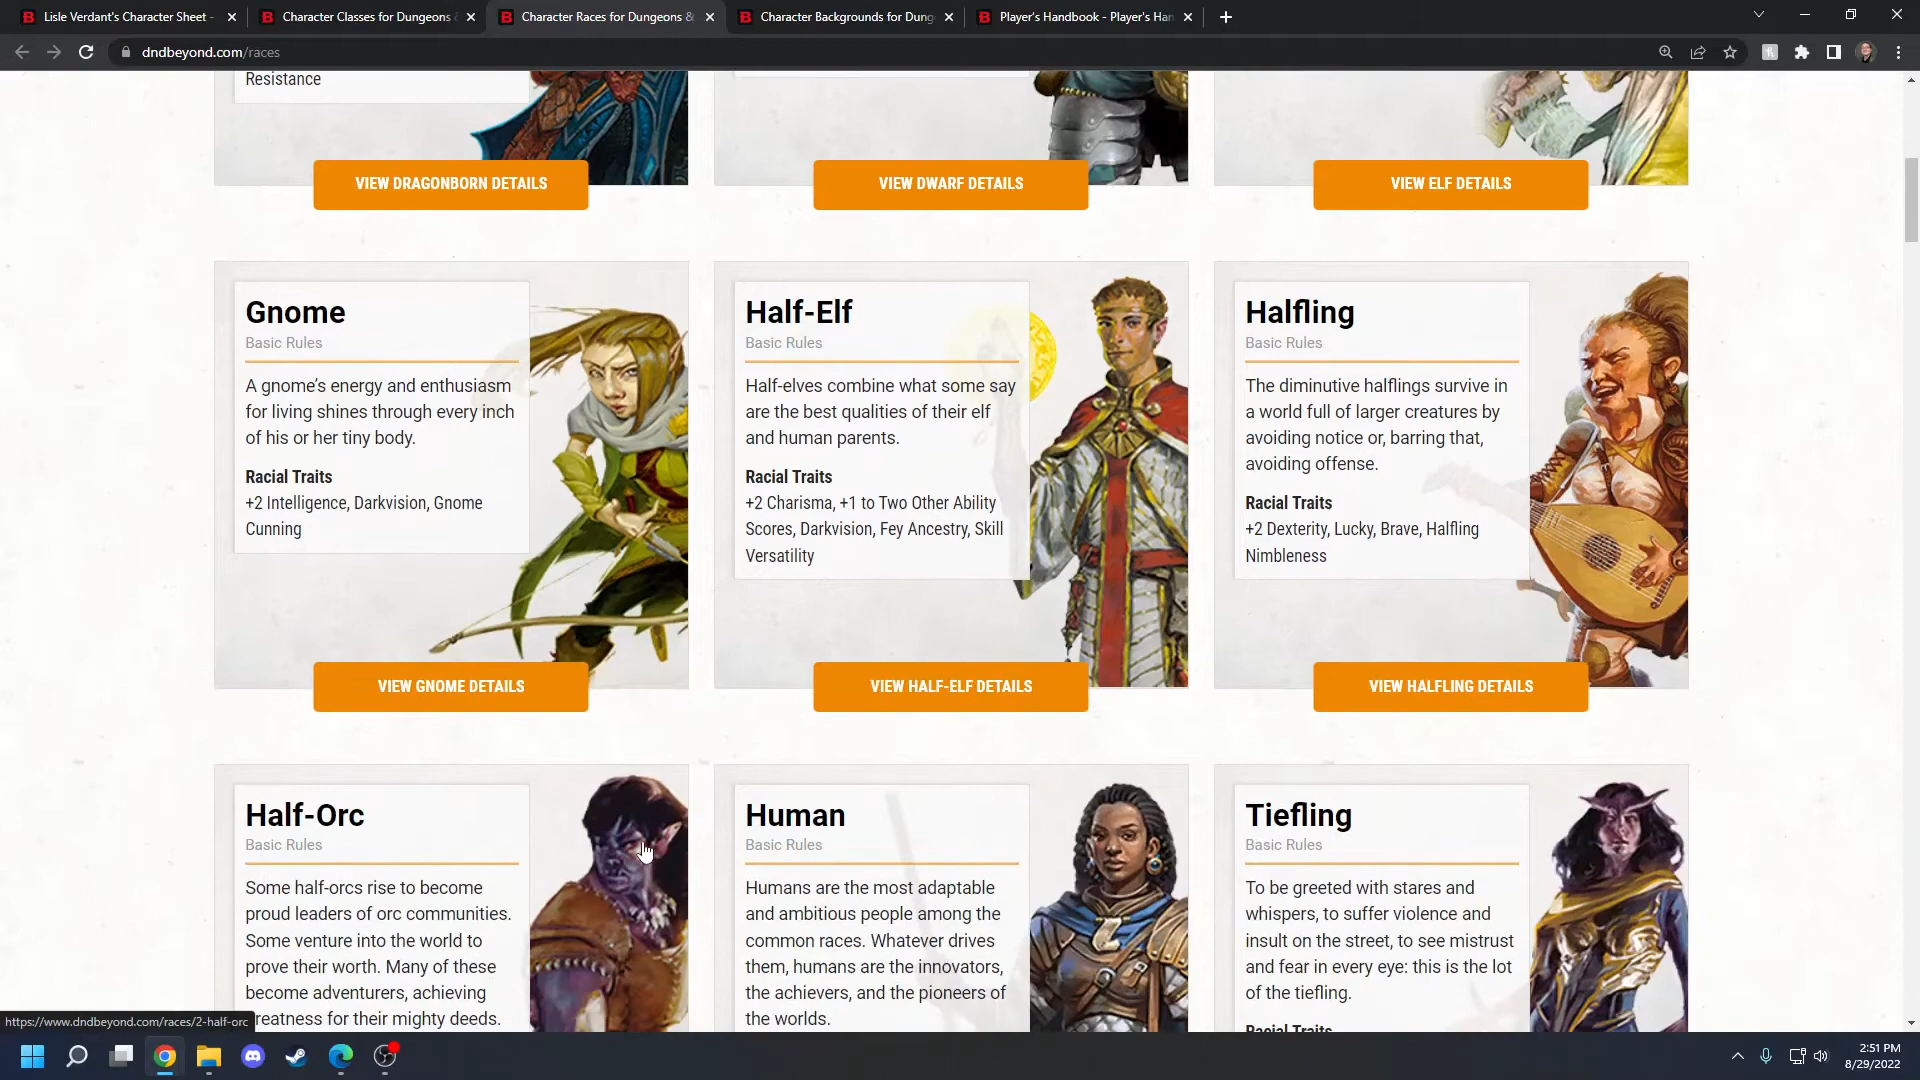 Lisle Verdant's Character Sheet -
Character Classes for Dungeons &
Character Races for Dungeons &
Character Backgrounds for Dung
Player's Handbook - Player's Han
dndbeyond.com/races
Resistance
VIEW DRAGONBORN DETAILS
VIEW DWARF DETAILS
VIEW ELF DETAILS
Gnome
Basic Rules
A gnome's energy and enthusiasm
for living shines through every inch
of his or her tiny body.
Racial Traits
+2 Intelligence, Darkvision, Gnome
Cunning
VIEW GNOME DETAILS
Half-Elf
Basic Rules
Half-elves combine what some say
are the best qualities of their elf
and human parents.
Racial Traits
+2 Charisma, +1 to Two Other Ability
Scores, Darkvision, Fey Ancestry, Skill
Versatility
VIEW HALF-ELF DETAILS
Halfling
Basic Rules
The diminutive halflings survive in
a world full of larger creatures by
avoiding notice or, barring that,
avoiding offense.
Racial Traits
+2 Dexterity, Lucky, Brave, Halfling
Nimbleness
VIEW HALFLING DETAILS
Half-Orc
Basic Rules
Some half-orcs rise to become
proud leaders of orc communities.
Some venture into the world to
prove their worth. Many of these
become adventurers, achieving
greatness for their mighty deeds.
Human
Basic Rules
Humans are the most adaptable
and ambitious people among the
common races. Whatever drives
them, humans are the innovators,
the achievers, and the pioneers of
the worlds.
Tiefling
Basic Rules
To be greeted with stares and
whispers, to suffer violence and
insult on the street, to see mistrust
and fear in every eye: this is the lot
of the tiefling.
Racial Traits
https://www.dndbeyond.com/races/2-half-orc
2:51 PM
8/29/2022